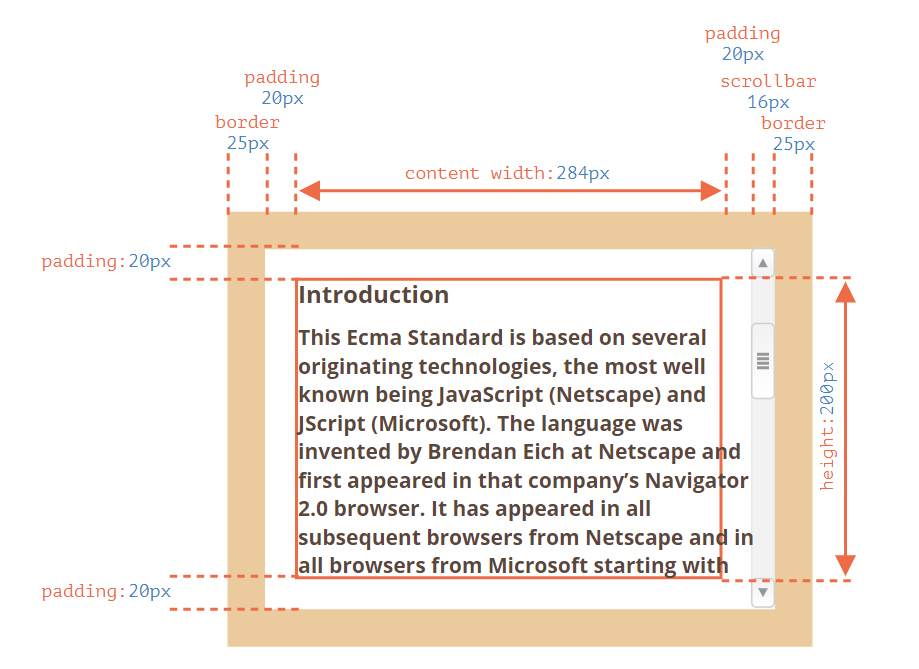 padding
20px
scrollbar
16px
border
25px
padding
20px
border
25px
content width:284px
padding:20px
Introduction
This Ecma Standard is based on several
originating technologies, the most well
known being JavaScript (Netscape) and
JScript (Microsoft). The language was
invented by Brendan Eich at Netscape and
first appeared in that company’s Navigator
2.0 browser. It has appeared in all
subsequent browsers from Netscape and in
all browsers from Microsoft starting with
height:200px
padding:20px